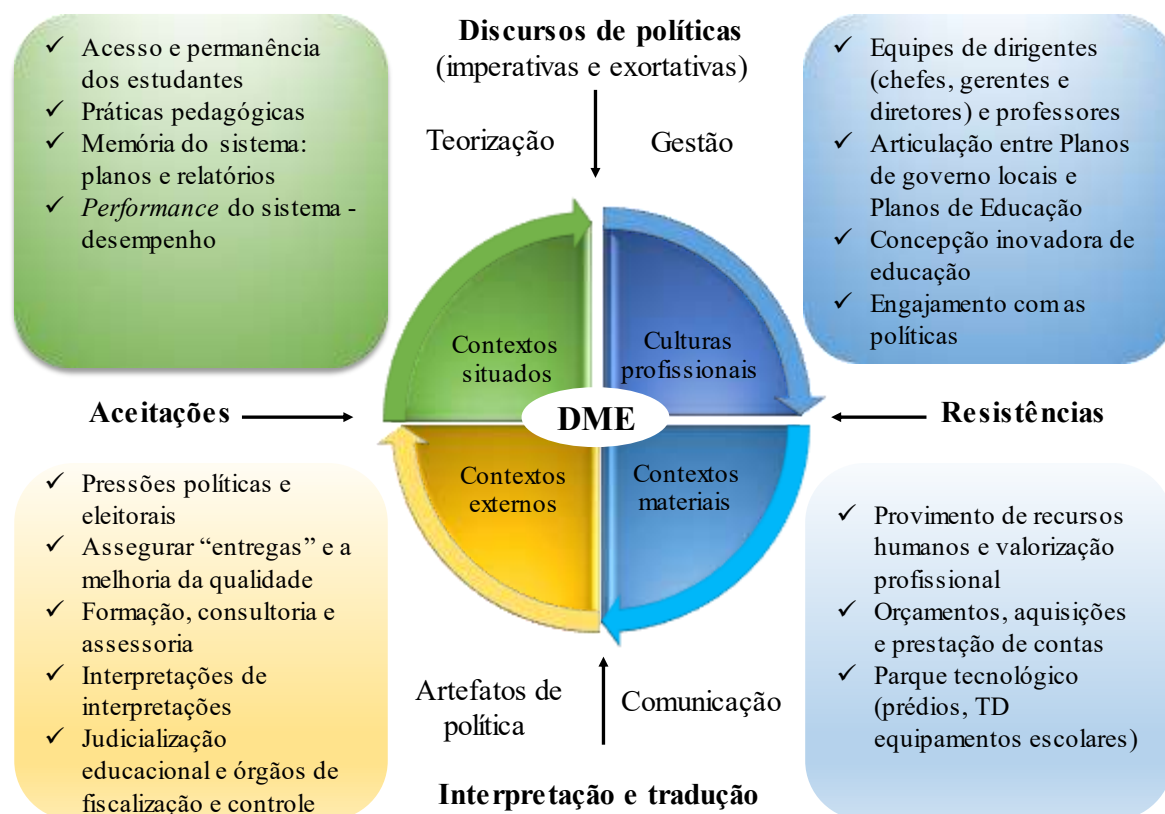 ✓ Acesso e permanência
dos estudantes
✓ Práticas pedagógicas
✓ Memória do sistema:
planos e relatórios
✓ Performance do sistema -
desempenho
Discursos de políticas
(imperativas e exortativas)
Teorização
Gestão
✓ Equipes de dirigentes
(chefes, gerentes e
diretores) e professores
✓ Articulação entre Planos
de governo locais e
Planos de Educação
✓ Concepção inovadora de
educação
✓ Engajamento com as
políticas
Contextos
situados
Culturas
profissionais
Aceitações
DME
Resistências
Contextos
externos
Contextos
materiais
✓ Pressões políticas e
eleitorais
✓ Assegurar “entregas” e a
melhoria da qualidade
✓ Formação, consultoria e
assessoria
✓ Interpretações de
interpretações
✓ Judicialização
educacional e órgãos de
fiscalização e controle
Artefatos de
política
Comunicação
Interpretação e tradução
✓ Provimento de recursos
humanos e valorização
profissional
✓ Orçamentos, aquisições
e prestação de contas
✓ Parque tecnológico
(prédios, TD
equipamentos escolares)